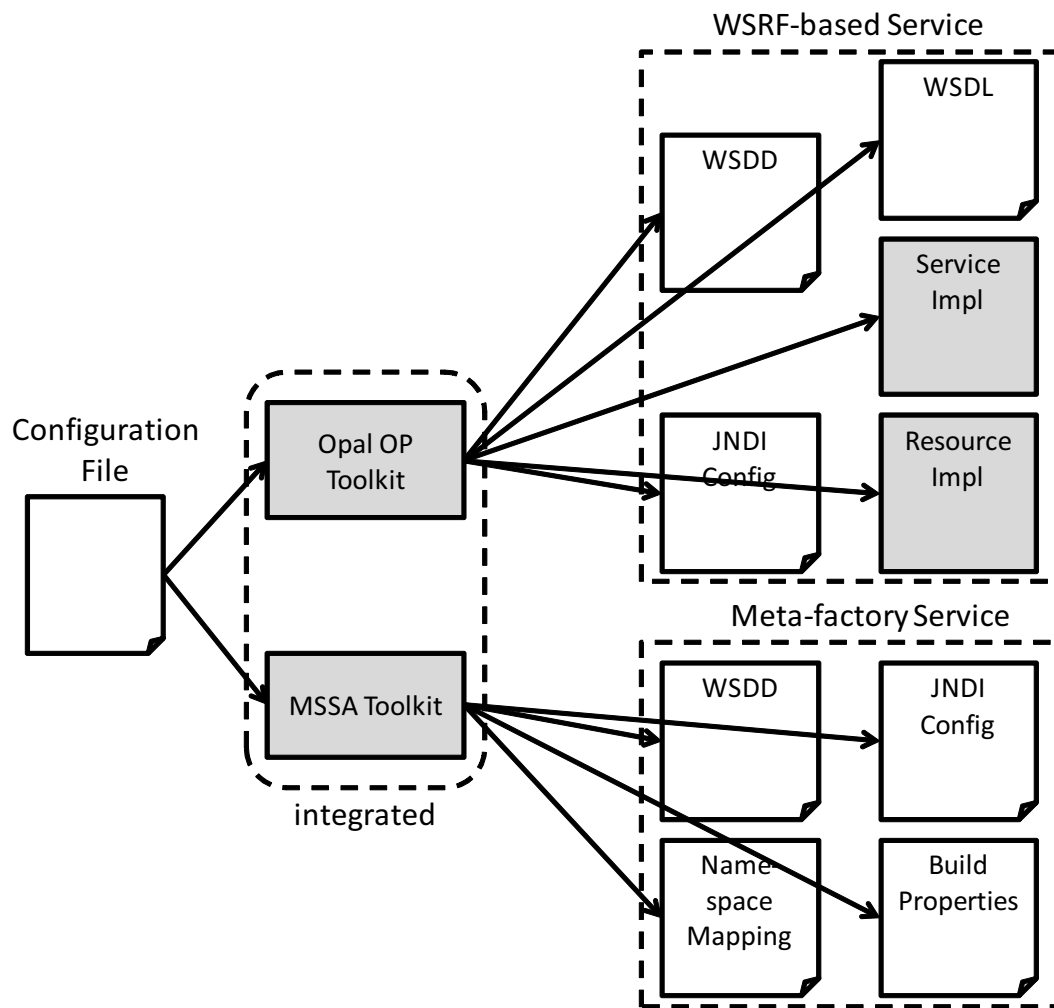 WSRF-based Service
WSDL
WSDD
Service
Impl
Configuration
File
Opal OP
Toolkit
JNDI
Config
Resource
Impl
Meta-factory Service
MSSA Toolkit
WSDD
JNDI
Config
integrated
Name-
space
Mapping
Build
Properties